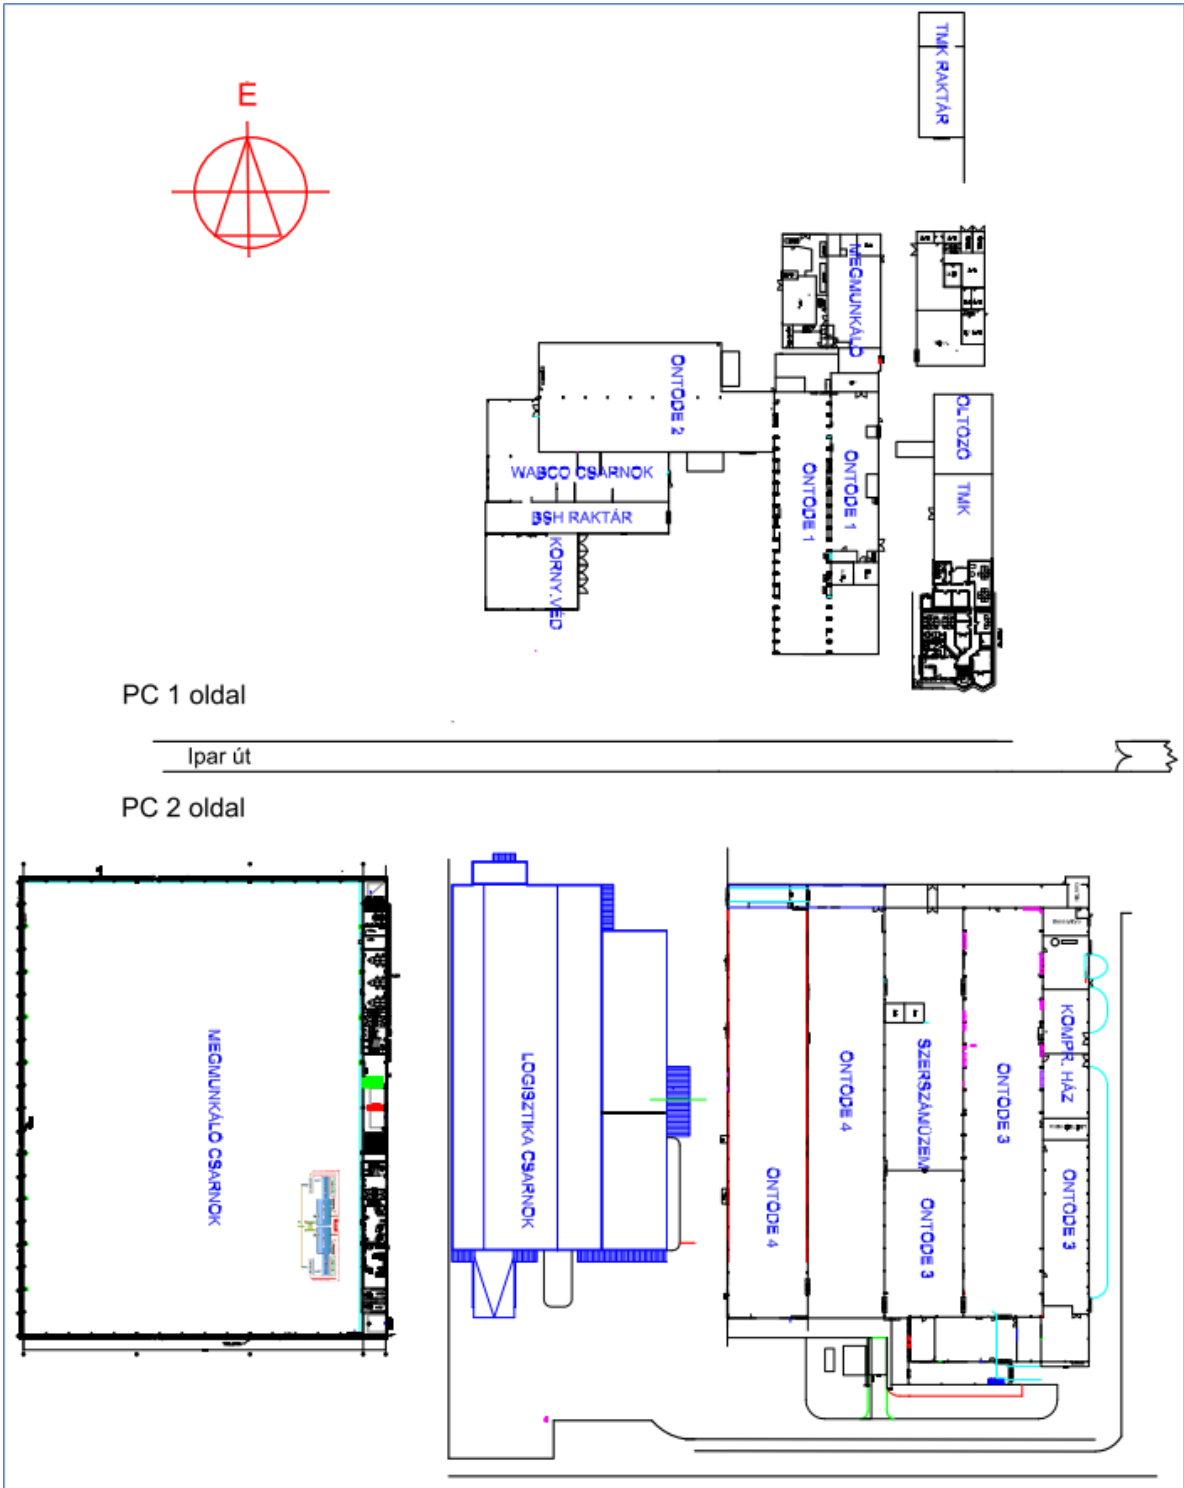 E
TMK RAKTÁR
MEGMUNKÁLÓ
ÖNTÖDE 2
ÖLTÖZŐ
WABCO CSARNOK
ÖNTÖDE 1
ÖNTÖDE 1
TMK
BSH RAKTÁR
KÖRNY.VÉD
PC 1 oldal
Ipar út
PC 2 oldal
MEGMUNKÁLÓ CSARNOK
LOGISZTIKA CSARNOK
ÖNTÖDE 4
ÖNTÖDE 4
SZERSZÁMÜZEM
ÖNTÖDE 3
ÖNTÖDE 3
KOMPR. HÁZ
ÖNTÖDE 3